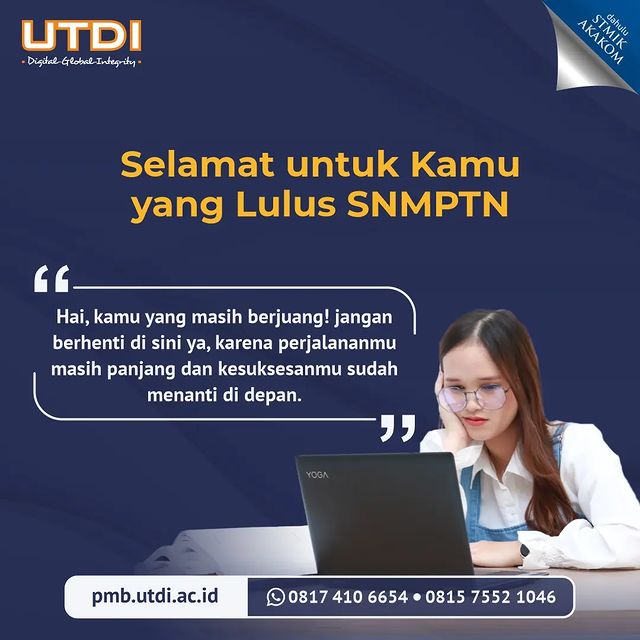 UTDI
• Digital Global Integrity •
dahulu
STMIK
AKAKOM
Selamat untuk Kamu
yang Lulus SNMPTN
“
Hai, kamu yang masih berjuang! jangan
berhenti di sini ya, karena perjalananmu
masih panjang dan kesuksesanmu sudah
menanti di depan.
”
YOGA
pmb.utdi.ac.id
0817 410 6654 • 0815 7552 1046